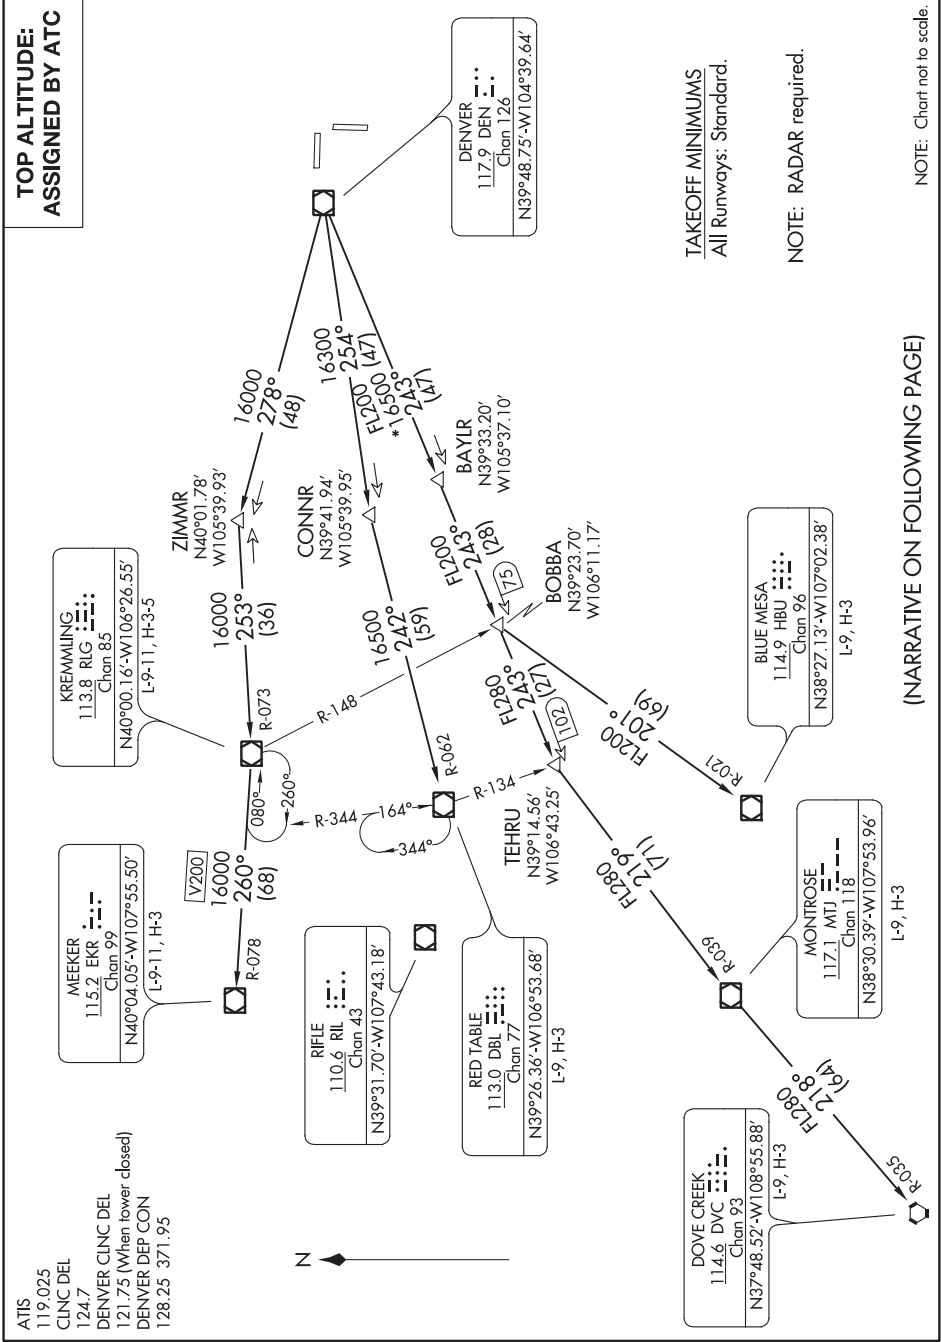 TOP ALTITUDE:
ASSIGNED BY ATC
ATIS
119.025
CLNC DEL
124.7
DENVER CLNC DEL
121.75 (When tower closed)
DENVER DEP CON
128.25 371.95
MEEKER
115.2 EKR
Chan 99
N40°04.05'-W107°55.50'
L-9-11, H-3
KREMMLING
113.8 RLG
Chan 85
N40°00.16'-W106°26.55'
L-9-11, H-3-5
ZIMMR
N40°01.78'
W105°39.93'
16000
278°
(48)
16000
253°
(36)
R-073
V200
16000
260°
(68)
R-078
080°
260°
R-148
CONNR
N39°41.94'
W105°39.95'
16300
254°
(47)
16500
242°
(59)
R-062
R-344
164°
344°
R-134
FL200
*16500
243°
(47)
BAYLR
N39°33.20'
W105°37.10'
FL200
243°
(28)
75
BOBBA
N39°23.70'
W106°11.17'
FL280
243°
(27)
102
TEHRU
N39°14.56'
W106°43.25'
DENVER
117.9 DEN
Chan 126
N39°48.75'-W104°39.64'
RIFLE
110.6 RIL
Chan 43
N39°31.70'-W107°43.18'
RED TABLE
113.0 DBL
Chan 77
N39°26.36'-W106°53.68'
L-9, H-3
FL200
201°
(69)
R-021
BLUE MESA
114.9 HBU
Chan 96
N38°27.13'-W107°02.38'
L-9, H-3
FL280
219°
(71)
R-039
MONTROSE
117.1 MTJ
Chan 118
N38°30.39'-W107°53.96'
L-9, H-3
FL280
218°
(64)
R-035
DOVE CREEK
114.6 DVC
Chan 93
N37°48.52'-W108°55.88'
L-9, H-3
N
TAKEOFF MINIMUMS
All Runways: Standard.
NOTE: RADAR required.
(NARRATIVE ON FOLLOWING PAGE)
NOTE: Chart not to scale.